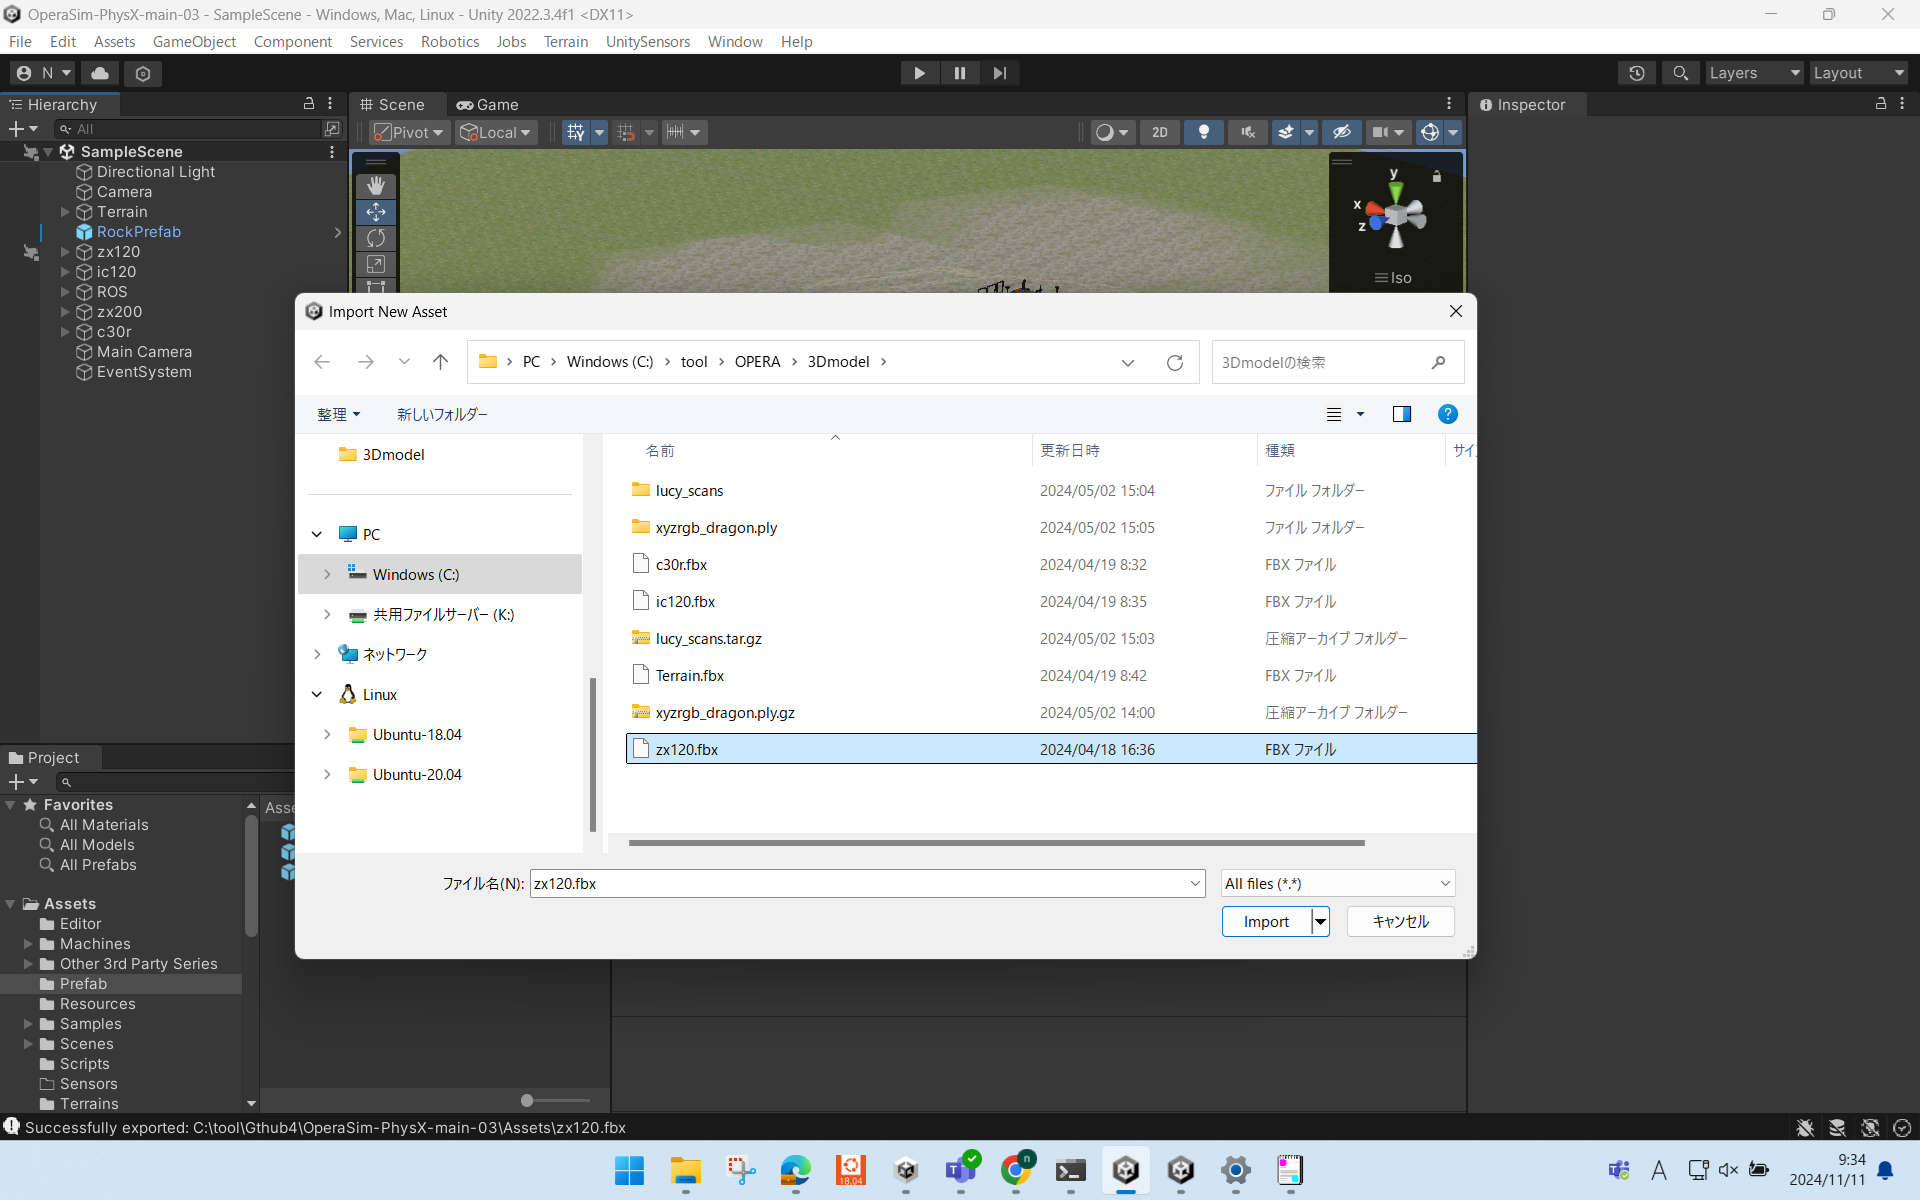 OperaSim-PhysX-main-03 - SampleScene - Windows, Mac, Linux - Unity 2022.3.4f1 <DX11>
File Edit Assets GameObject Component Services Robotics Jobs Terrain UnitySensors Window Help
N Layers Layout
Hierarchy
All
SampleScene
Directional Light
Camera
Terrain
RockPrefab
zx120
ic120
ROS
zx200
c30r
Main Camera
EventSystem
Scene Game
Pivot Local 2D
y
x
z
Iso
Inspector
Import New Asset
PC Windows (C:) tool OPERA 3Dmodel
3Dmodelの検索
整理 新しいフォルダー
3Dmodel
PC
Windows (C:)
共用ファイルサーバー (K:)
ネットワーク
Linux
Ubuntu-18.04
Ubuntu-20.04
名前 更新日時 種類
lucy_scans 2024/05/02 15:04 ファイル フォルダー
xyzrgb_dragon.ply 2024/05/02 15:05 ファイル フォルダー
c30r.fbx 2024/04/19 8:32 FBX ファイル
ic120.fbx 2024/04/19 8:35 FBX ファイル
lucy_scans.tar.gz 2024/05/02 15:03 圧縮アーカイブ フォルダー
Terrain.fbx 2024/04/19 8:42 FBX ファイル
xyzrgb_dragon.ply.gz 2024/05/02 14:00 圧縮アーカイブ フォルダー
zx120.fbx 2024/04/18 16:36 FBX ファイル
ファイル名(N): zx120.fbx All files (*.*)
Import キャンセル
Project
Favorites
All Materials
All Models
All Prefabs
Assets
Editor
Machines
Other 3rd Party Series
Prefab
Resources
Samples
Scenes
Scripts
Sensors
Terrains
Asse
Successfully exported: C:\tool\Gthub4\OperaSim-PhysX-main-03\Assets\zx120.fbx
18.04
n
A
9:34
2024/11/11